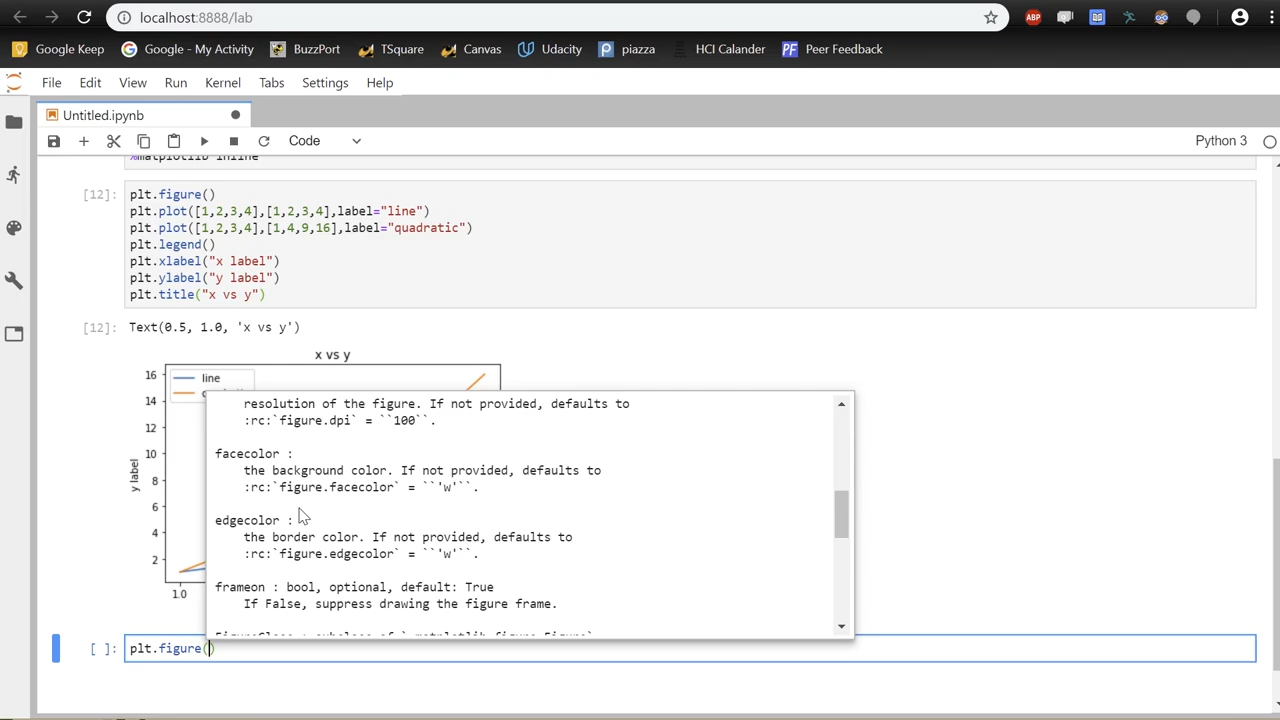 localhost:8888/lab
ABP
Google Keep
Google - My Activity
BuzzPort
TSquare
Canvas
Udacity
piazza
HCI Calander
PF Peer Feedback
File Edit View Run Kernel Tabs Settings Help
Untitled.ipynb
Code
Python 3
%matplotlib inline
[12]:
plt.figure()
plt.plot([1,2,3,4],[1,2,3,4],label="line")
plt.plot([1,2,3,4],[1,4,9,16],label="quadratic")
plt.legend()
plt.xlabel("x label")
plt.ylabel("y label")
plt.title("x vs y")
[12]: Text(0.5, 1.0, 'x vs y')
x vs y
line
16
14
12
10
8
6
4
2
y label
1.0
resolution of the figure. If not provided, defaults to
:rc:`figure.dpi` = ``100``.
facecolor :
the background color. If not provided, defaults to
:rc:`figure.facecolor` = ``'w'``.
edgecolor :
the border color. If not provided, defaults to
:rc:`figure.edgecolor` = ``'w'``.
frameon : bool, optional, default: True
If False, suppress drawing the figure frame.
[ ]: plt.figure()